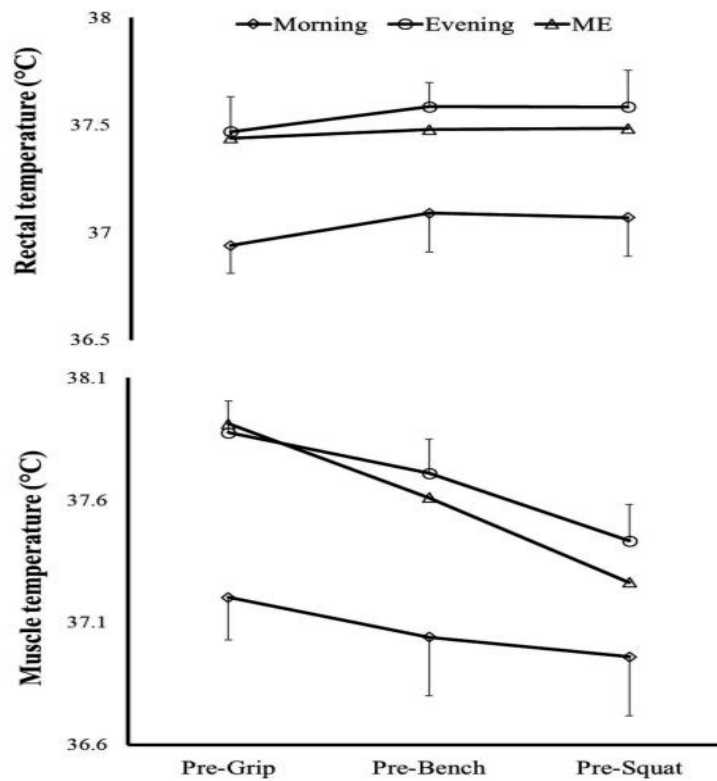 38
Morning Evening ME
37.5
37
36.5
Rectal temperature (°C)
38.1
37.6
37.1
36.6
Muscle temperature (°C)
Pre-Grip Pre-Bench Pre-Squat